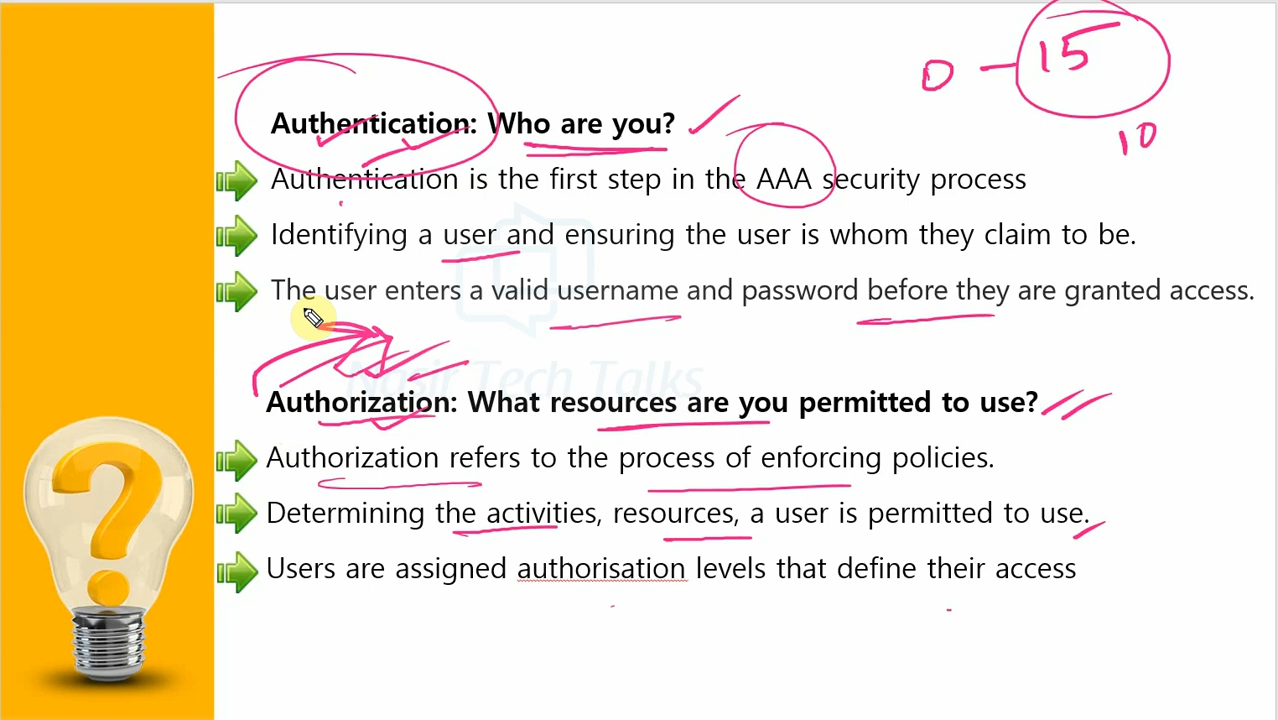 0 - 15
10
Authentication: Who are you?
Authentication is the first step in the AAA security process
Identifying a user and ensuring the user is whom they claim to be.
The user enters a valid username and password before they are granted access.
Nasir Tech Talks
Authorization: What resources are you permitted to use?
Authorization refers to the process of enforcing policies.
Determining the activities, resources, a user is permitted to use.
Users are assigned authorisation levels that define their access